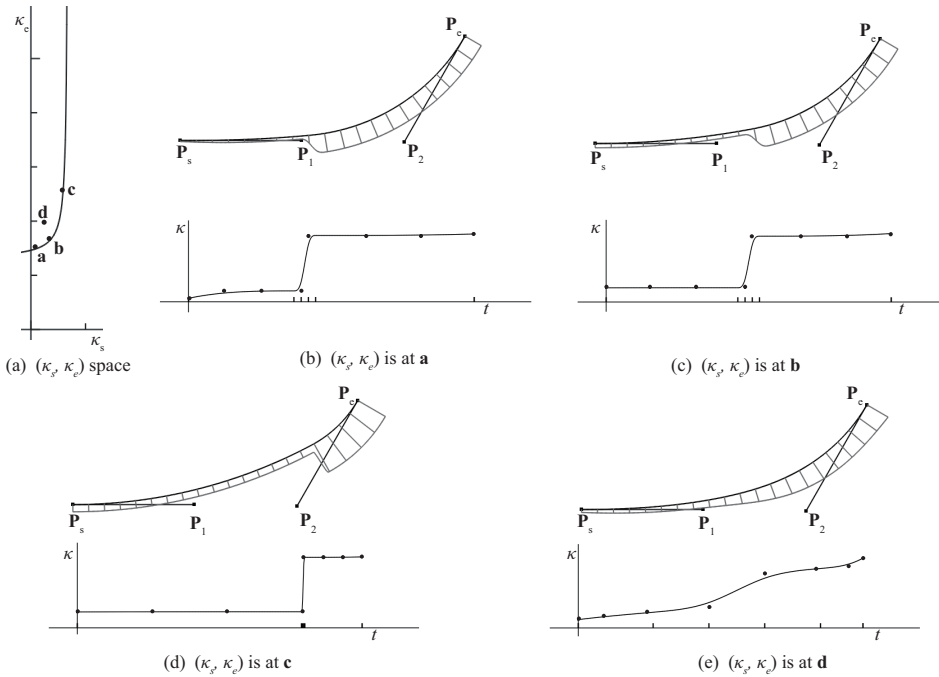 κe
c
d
b
a
κs
(a) (κs, κe) space
Pe
Ps
P1
P2
κ
t
(b) (κs, κe) is at a
Pe
Ps
P1
P2
κ
t
(c) (κs, κe) is at b
Pe
Ps
P1
P2
κ
t
(d) (κs, κe) is at c
Pe
Ps
P1
P2
κ
t
(e) (κs, κe) is at d